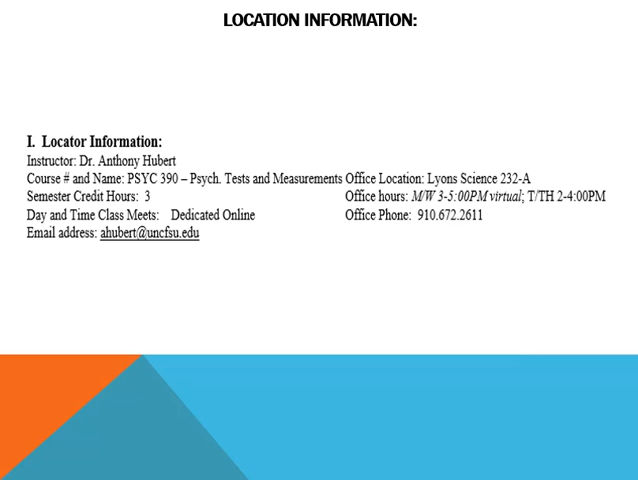 LOCATION INFORMATION:
I. Locator Information:
Instructor: Dr. Anthony Hubert
Course # and Name: PSYC 390 – Psych. Tests and Measurements Office Location: Lyons Science 232-A
Semester Credit Hours: 3 Office hours: M/W 3-5:00PM virtual; T/TH 2-4:00PM
Day and Time Class Meets: Dedicated Online Office Phone: 910.672.2611
Email address: ahubert@uncfsu.edu